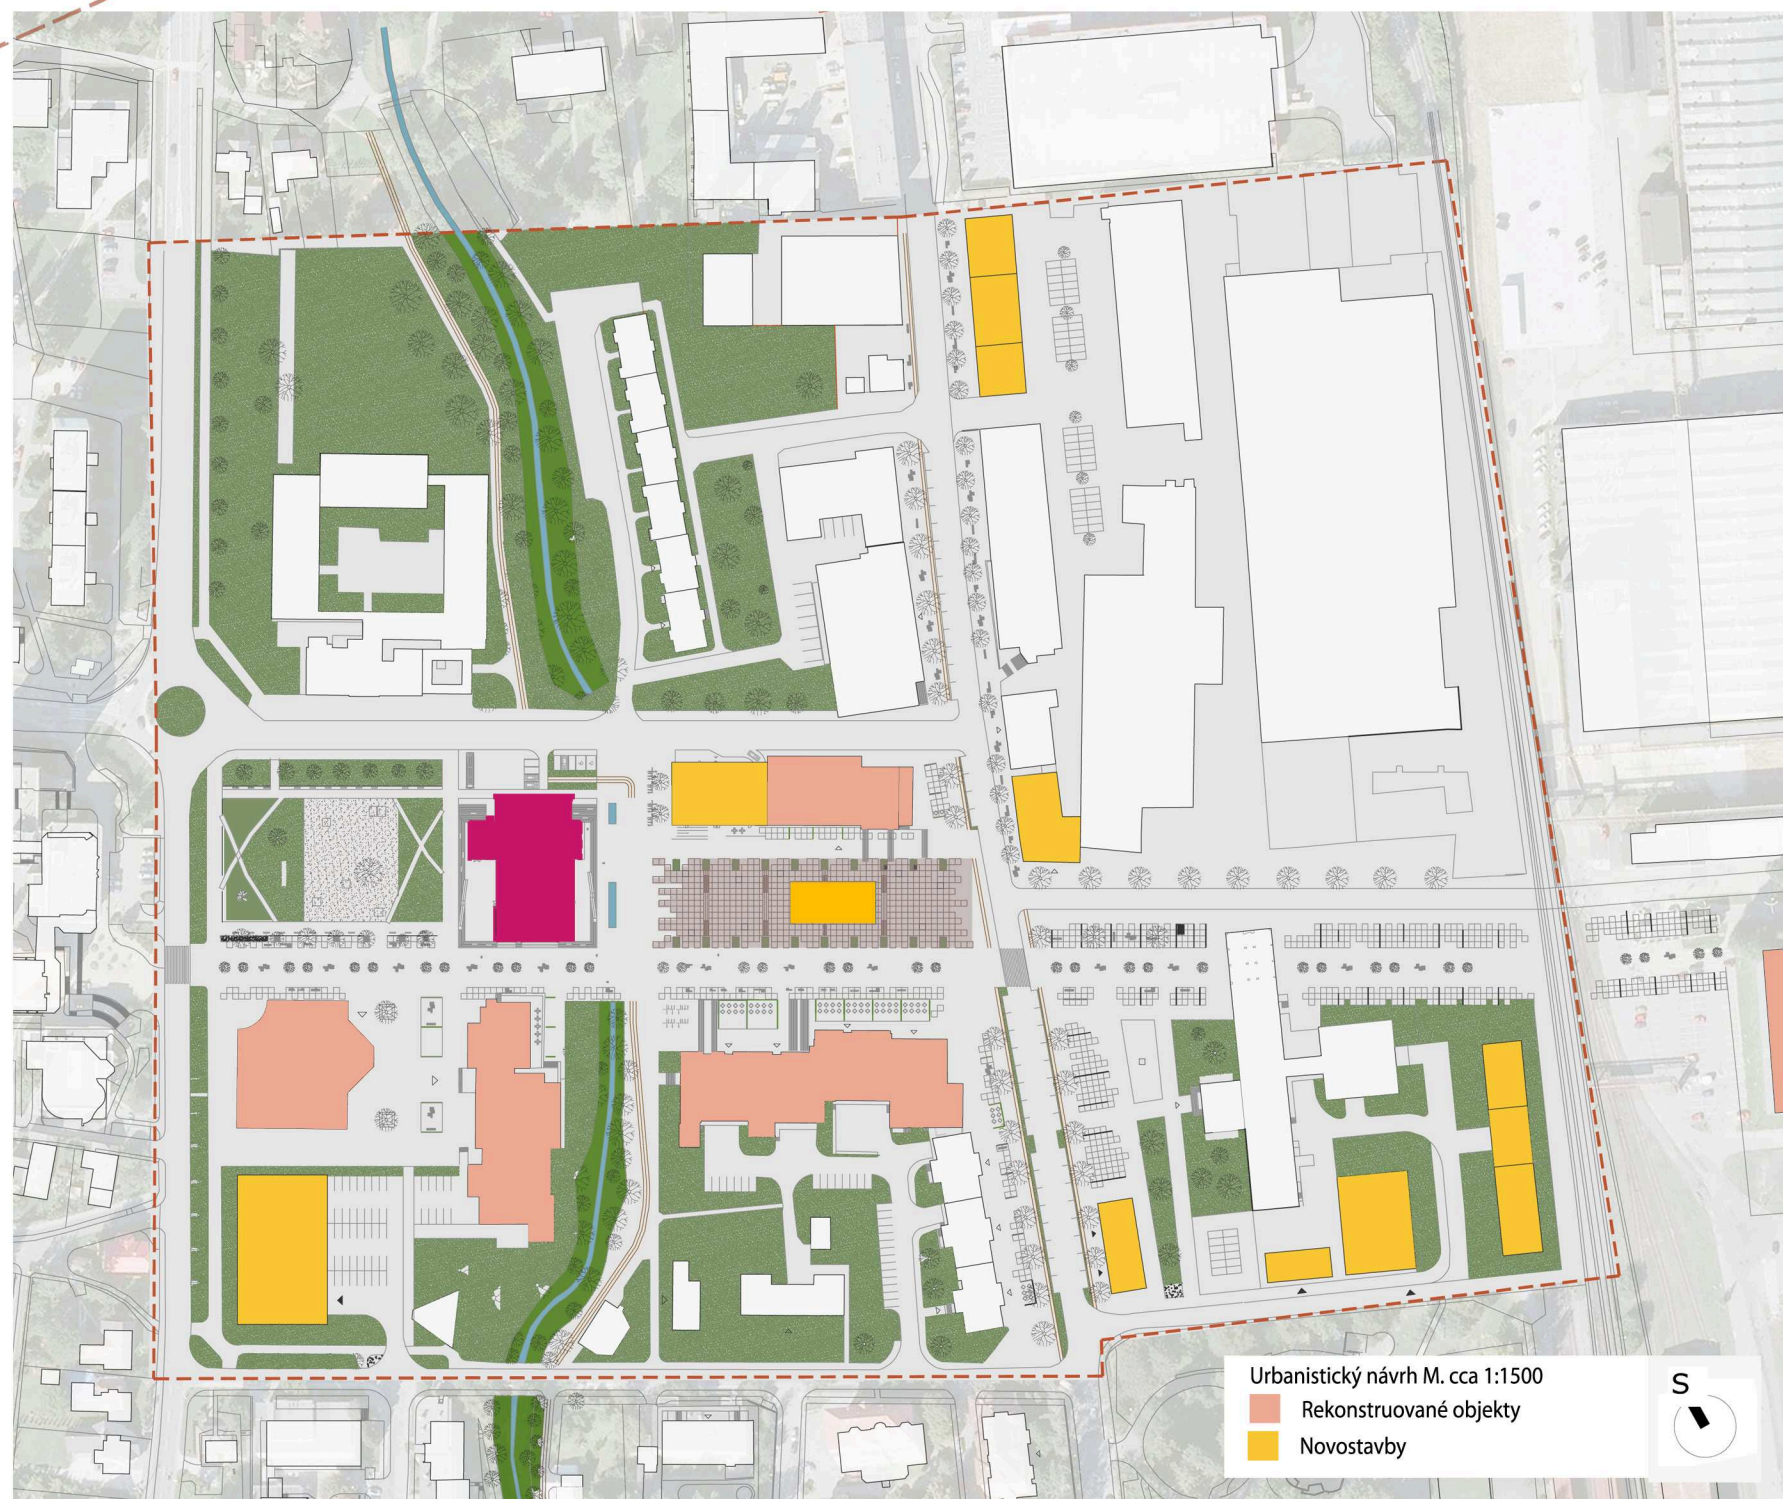 Urbanistický návrh M. cca 1:1500
Rekonstruované objekty
Novostavby
S